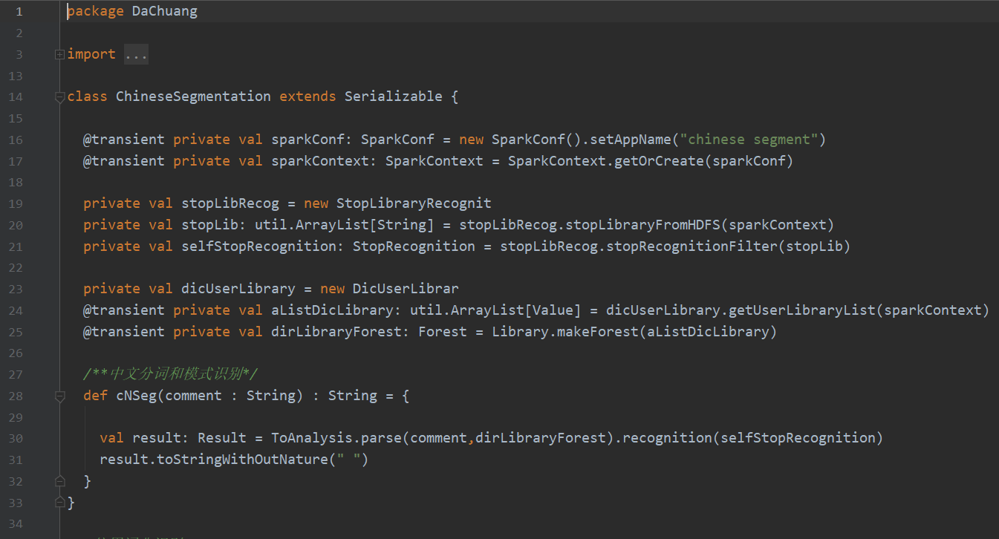 1 package DaChuang
2
3 import ...
13
14 class ChineseSegmentation extends Serializable {
15
16 @transient private val sparkConf: SparkConf = new SparkConf().setAppName("chinese segment")
17 @transient private val sparkContext: SparkContext = SparkContext.getOrCreate(sparkConf)
18
19 private val stopLibRecog = new StopLibraryRecognit
20 private val stopLib: util.ArrayList[String] = stopLibRecog.stopLibraryFromHDFS(sparkContext)
21 private val selfStopRecognition: StopRecognition = stopLibRecog.stopRecognitionFilter(stopLib)
22
23 private val dicUserLibrary = new DicUserLibrar
24 @transient private val aListDicLibrary: util.ArrayList[Value] = dicUserLibrary.getUserLibraryList(sparkContext)
25 @transient private val dirLibraryForest: Forest = Library.makeForest(aListDicLibrary)
26
27 /**中文分词和模式识别*/
28 def cNSeg(comment : String) : String = {
29
30 val result: Result = ToAnalysis.parse(comment,dirLibraryForest).recognition(selfStopRecognition)
31 result.toStringWithOutNature(" ")
32 }
33 }
34